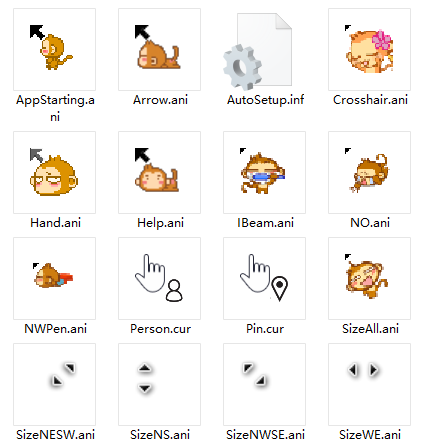 AppStarting.a
ni
Arrow.ani
AutoSetup.inf
Crosshair.ani
Hand.ani
Help.ani
IBeam.ani
NO.ani
NWPen.ani
Person.cur
Pin.cur
SizeAll.ani
SizeNESW.ani
SizeNS.ani
SizeNWSE.ani
SizeWE.ani